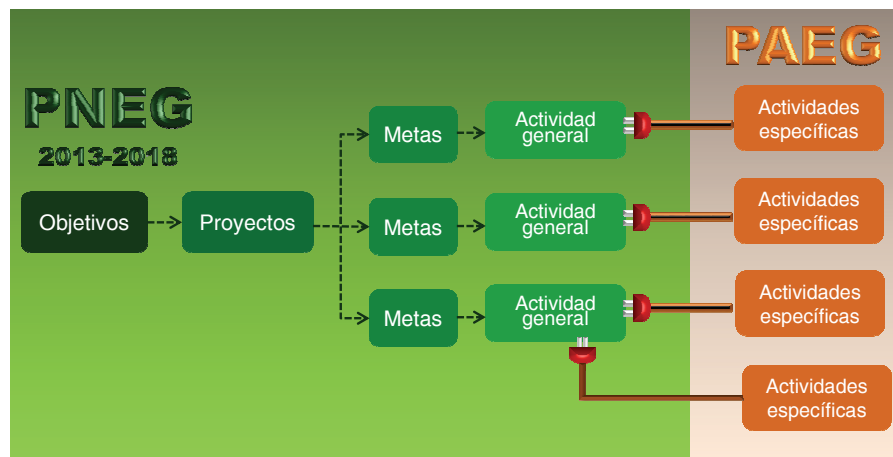 PAEG
PNEG
2013-2018
Objetivos
Proyectos
Metas
Actividad
general
Actividades
específicas
Metas
Actividad
general
Actividades
específicas
Metas
Actividad
general
Actividades
específicas
Actividades
específicas